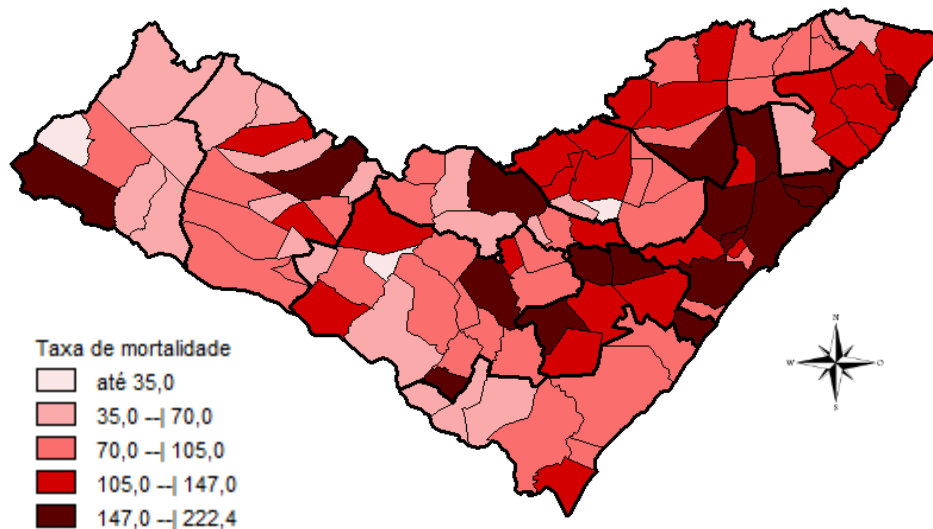 Taxa de mortalidade
até 35,0
35,0 --| 70,0
70,0 --| 105,0
105,0 --| 147,0
147,0 --| 222,4
N
W
O
S